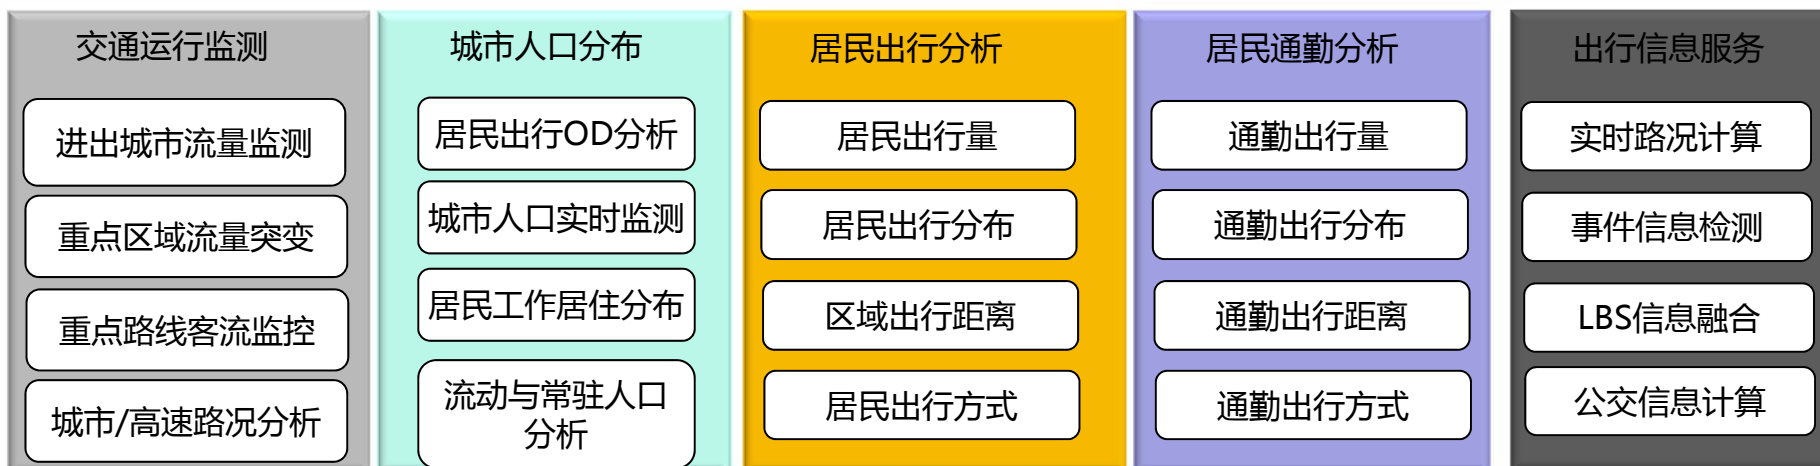 交通运行监测
进出城市流量监测
重点区域流量突变
重点路线客流监控
城市/高速路况分析
城市人口分布
居民出行OD分析
城市人口实时监测
居民工作居住分布
流动与常驻人口
分析
居民出行分析
居民出行量
居民出行分布
区域出行距离
居民出行方式
居民通勤分析
通勤出行量
通勤出行分布
通勤出行距离
通勤出行方式
出行信息服务
实时路况计算
事件信息检测
LBS信息融合
公交信息计算